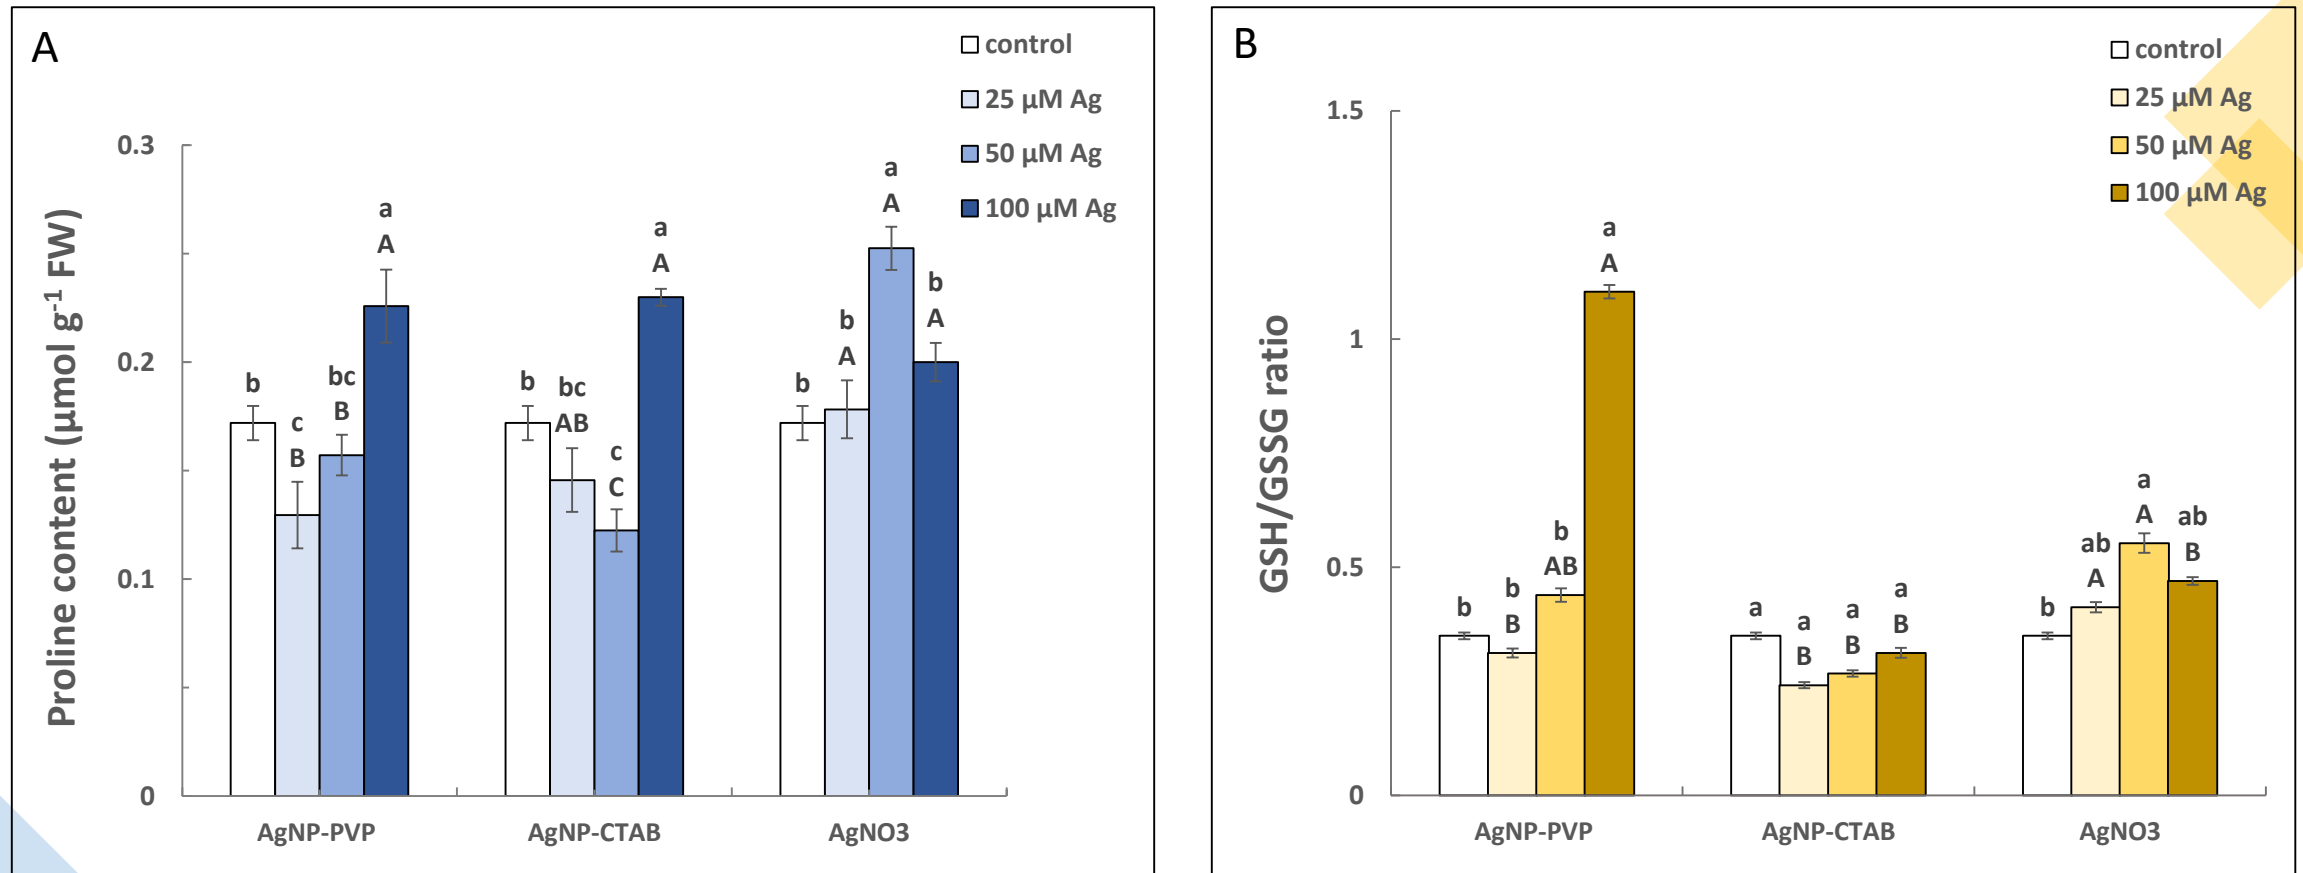 A
control
25 µM Ag
50 µM Ag
100 µM Ag
Proline content (µmol g⁻¹ FW)
0.3
0.2
0.1
0
b
c
B
bc
B
a
A
b
bc
AB
c
C
a
A
b
b
A
a
A
b
A
AgNP-PVP
AgNP-CTAB
AgNO3
B
control
25 µM Ag
50 µM Ag
100 µM Ag
GSH/GSSG ratio
1.5
1
0.5
0
b
b
B
b
AB
a
A
a
a
B
a
B
a
B
b
ab
A
a
A
ab
B
AgNP-PVP
AgNP-CTAB
AgNO3